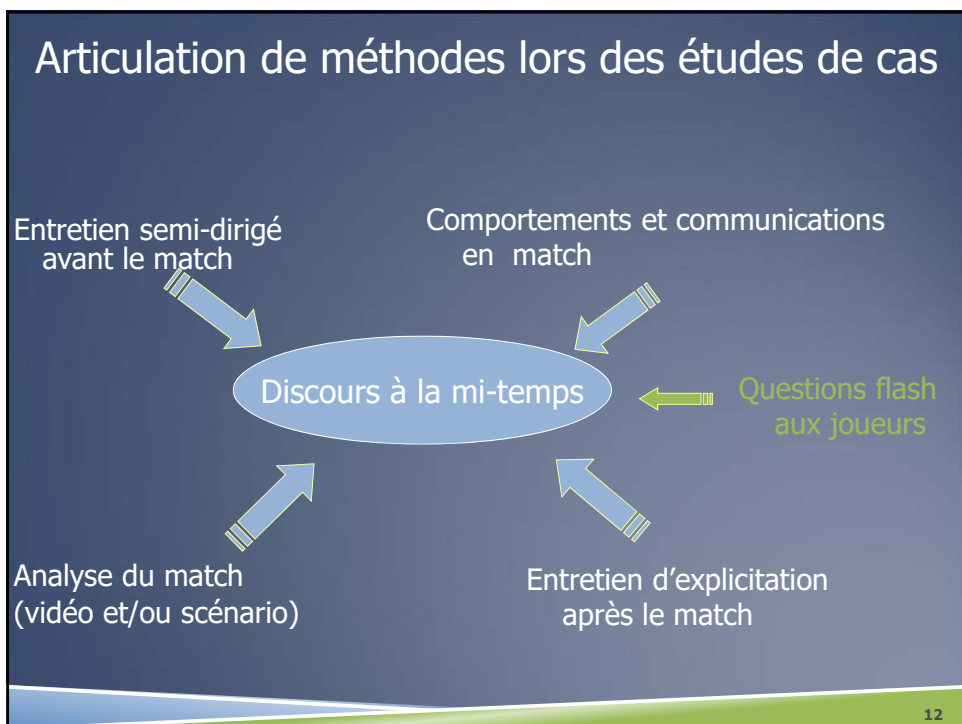 Articulation de méthodes lors des études de cas
Entretien semi-dirigé
avant le match
Comportements et communications
en match
Discours à la mi-temps
Questions flash
aux joueurs
Analyse du match
(vidéo et/ou scénario)
Entretien d’explicitation
après le match
12